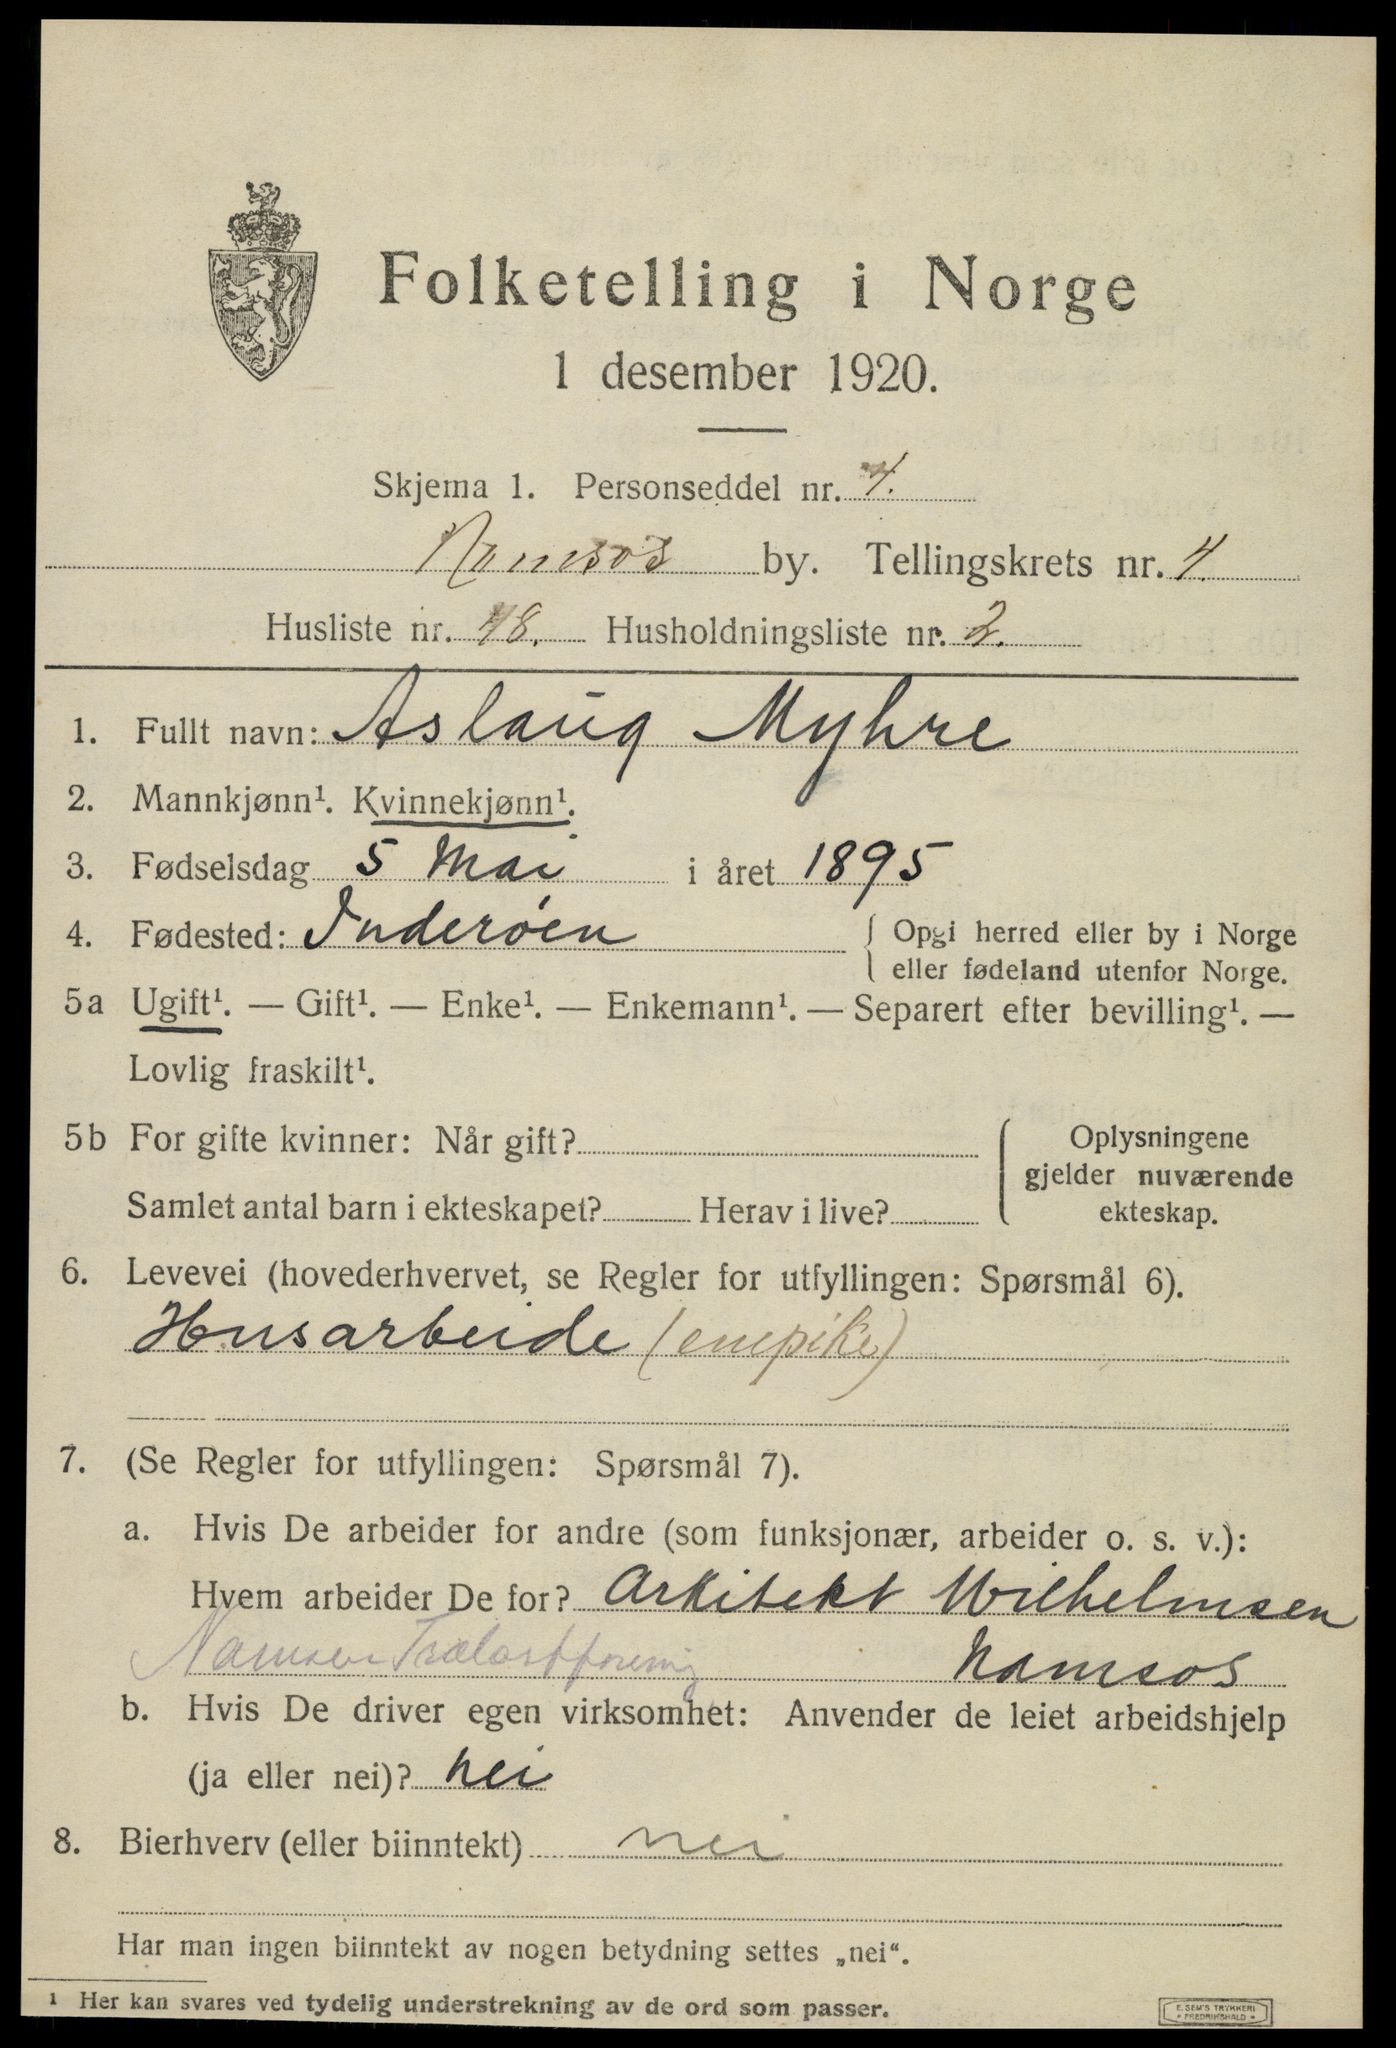 Folketelling i Norge
1 desember 1920.
Skjema 1. Personseddel nr. 4.
Namsos by. Tellingskrets nr. 4.
Husliste nr. 48. Husholdningsliste nr. 2.
1. Fullt navn: Aslaug Myhre
2. Mannkjønn¹. Kvinnekjønn¹.
3. Fødselsdag 5 Mai i året 1895
4. Fødested: Inderøen { Opgi herred eller by i Norge
eller fødeland utenfor Norge.
5a Ugift¹. — Gift¹. — Enke¹. — Enkemann¹. — Separert efter bevilling¹. —
Lovlig fraskilt¹.
5b For gifte kvinner: Når gift?
Samlet antal barn i ekteskapet? Herav i live?
Oplysningene
gjelder nuværende
ekteskap.
6. Levevei (hovederhvervet, se Regler for utfyllingen: Spørsmål 6).
Husarbeide (enepike)
7. (Se Regler for utfyllingen: Spørsmål 7).
a. Hvis De arbeider for andre (som funksjonær, arbeider o. s. v.):
Hvem arbeider De for? Arkitekt Wilhelmsen
Trælastforening Namsos
b. Hvis De driver egen virksomhet: Anvender de leiet arbeidshjelp
(ja eller nei)? nei
8. Bierhverv (eller biinntekt) nei
Har man ingen biinntekt av nogen betydning settes „nei“.
¹ Her kan svares ved tydelig understrekning av de ord som passer.
E. SEM'S TRYKKERI
* FREDRIKSHALD *